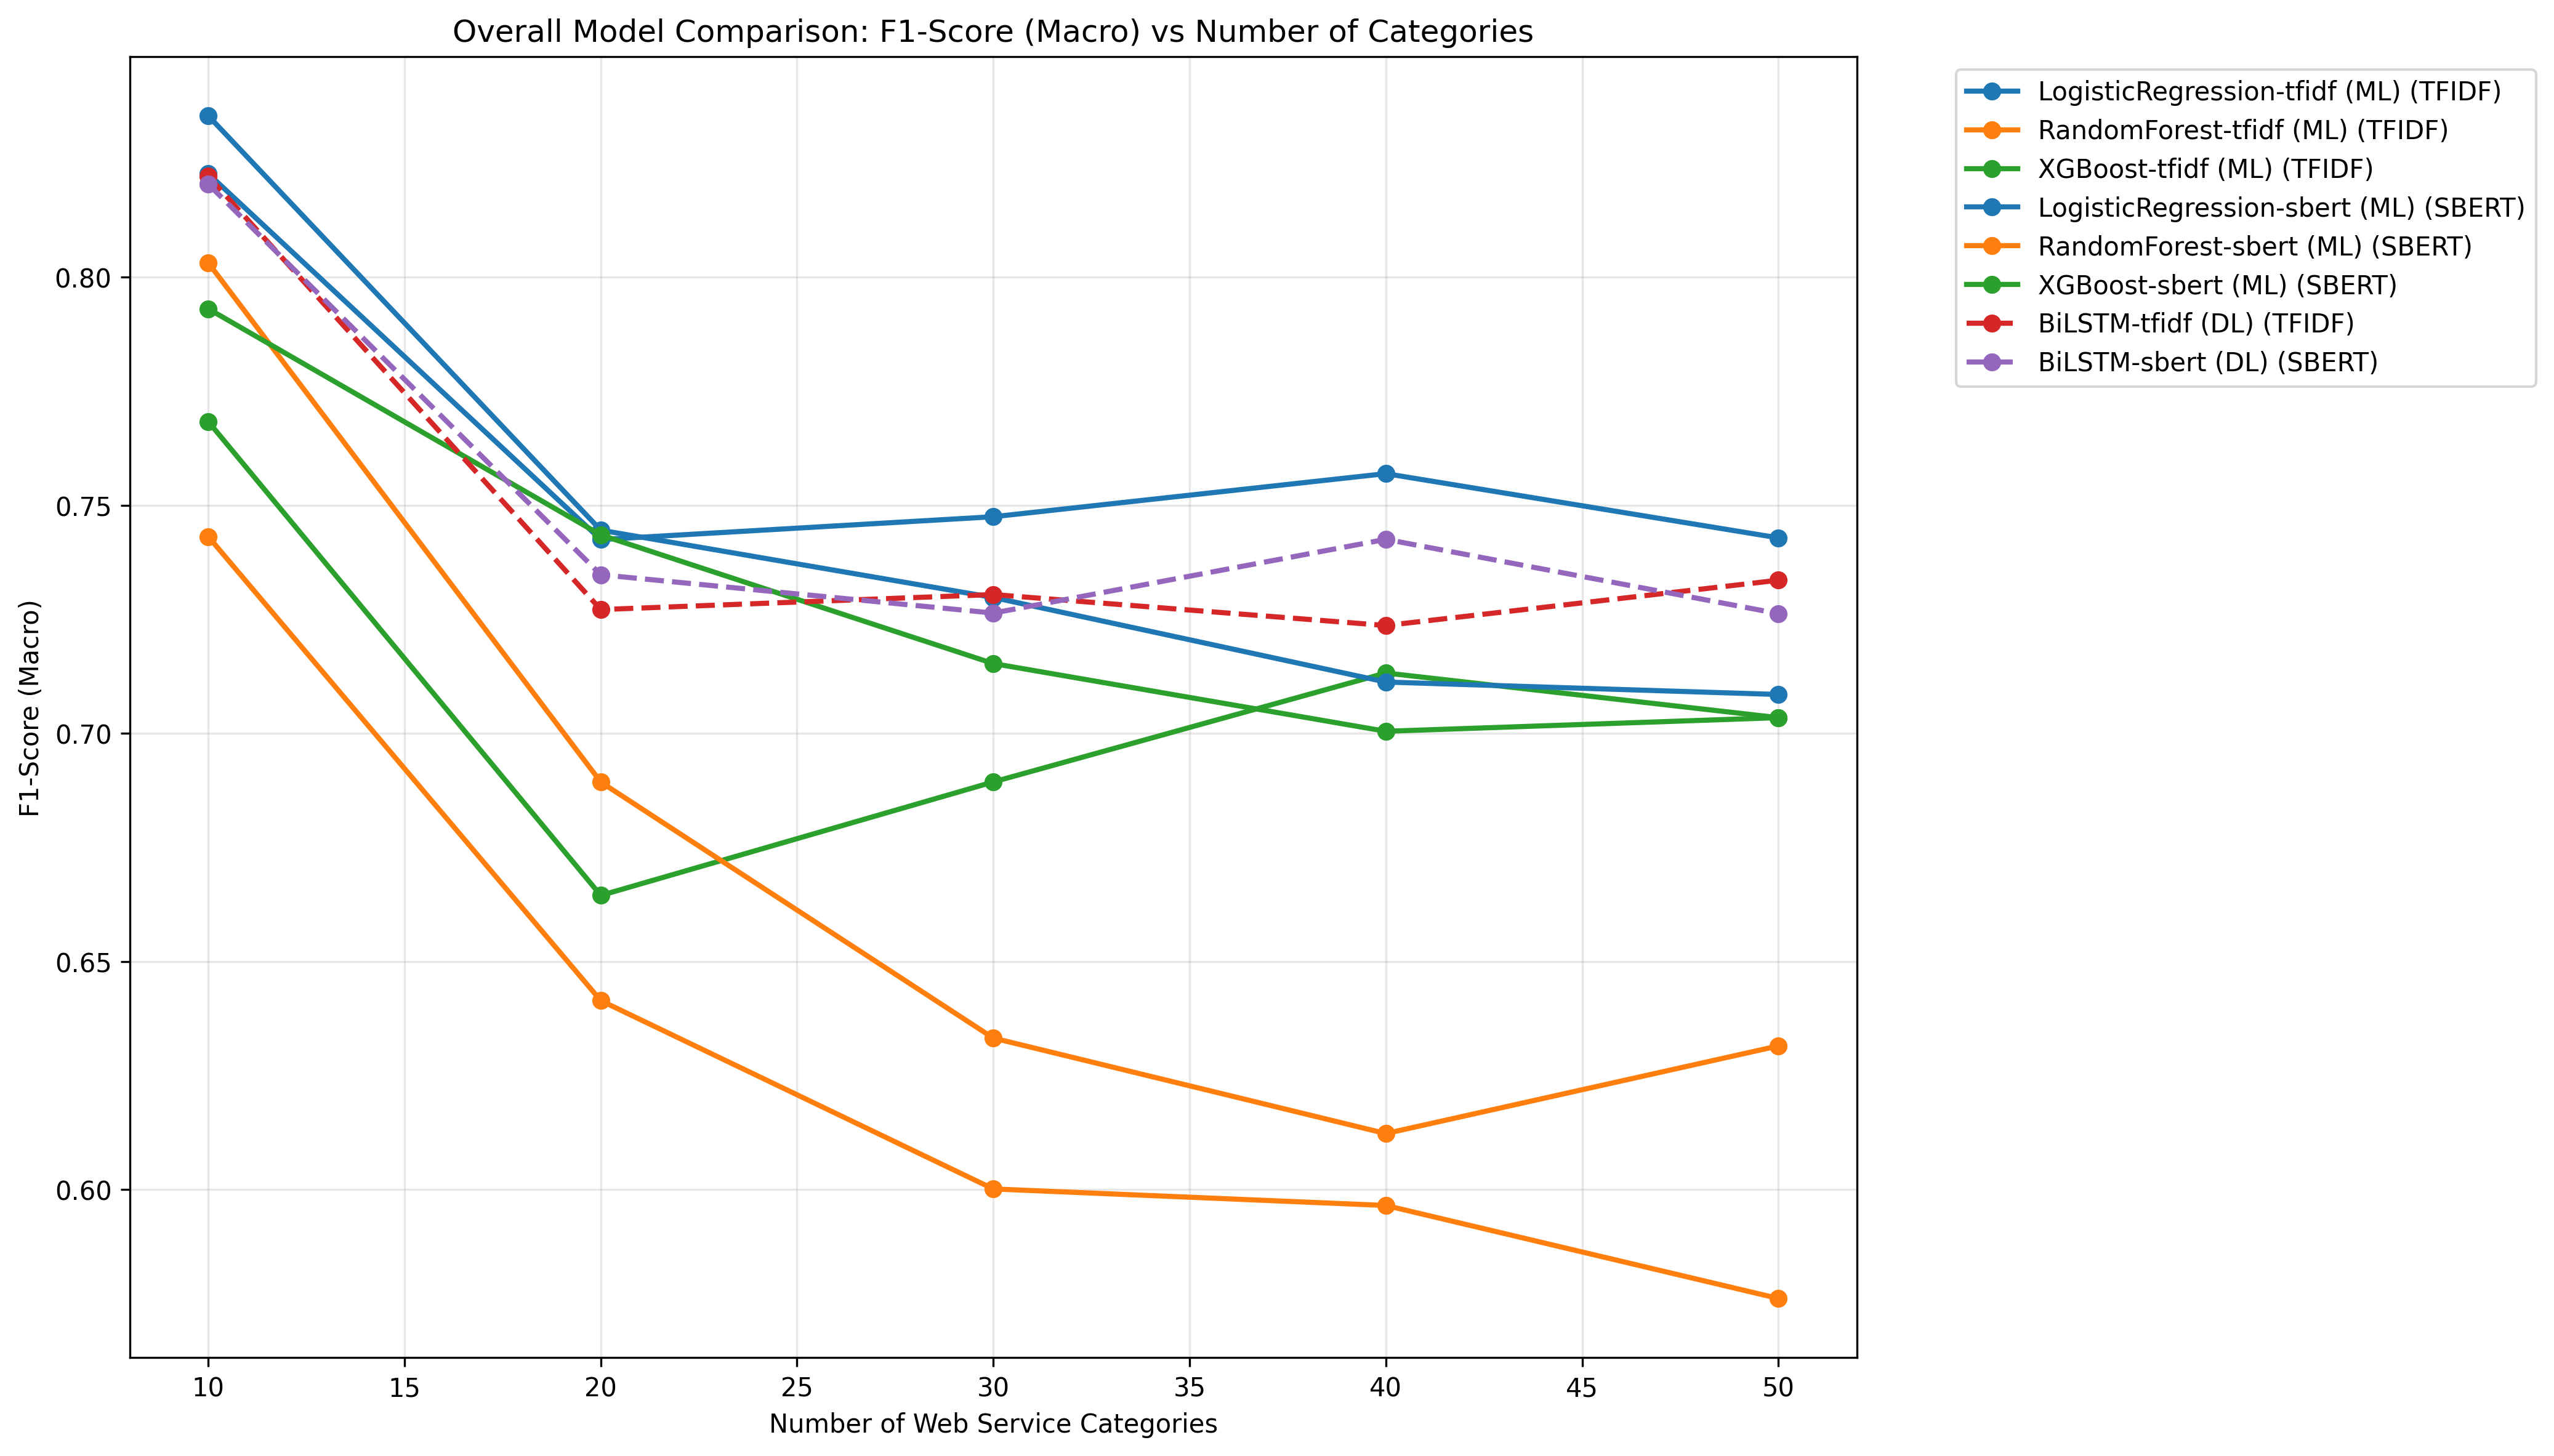 Overall Model Comparison: F1-Score (Macro) vs Number of Categories
LogisticRegression-tfidf (ML) (TFIDF)
RandomForest-tfidf (ML) (TFIDF)
XGBoost-tfidf (ML) (TFIDF)
LogisticRegression-sbert (ML) (SBERT)
RandomForest-sbert (ML) (SBERT)
XGBoost-sbert (ML) (SBERT)
BiLSTM-tfidf (DL) (TFIDF)
BiLSTM-sbert (DL) (SBERT)
F1-Score (Macro)
0.80
0.75
0.70
0.65
0.60
10 15 20 25 30 35 40 45 50
Number of Web Service Categories